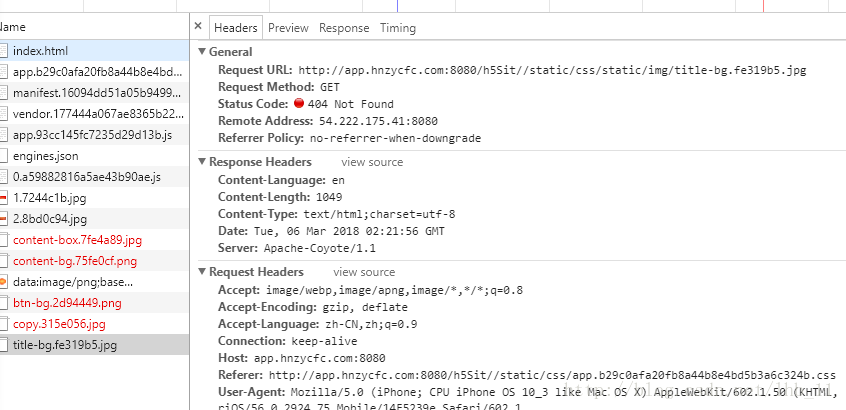 Name
× Headers Preview Response Timing
index.html
app.b29c0afa20fb8a44b8e4bd...
manifest.16094dd51a05b9499...
vendor.177444a067ae8365b22...
app.93cc145fc7235d29d13b.js
engines.json
0.a59882816a5ae43b90ae.js
1.7244c1b.jpg
2.8bd0c94.jpg
content-box.7fe4a89.jpg
content-bg.75fe0cf.png
data:image/png;base...
btn-bg.2d94449.png
copy.315e056.jpg
title-bg.fe319b5.jpg
▼ General
Request URL: http://app.hnzycfc.com:8080/h5Sit//static/css/static/img/title-bg.fe319b5.jpg
Request Method: GET
Status Code: 404 Not Found
Remote Address: 54.222.175.41:8080
Referrer Policy: no-referrer-when-downgrade
▼ Response Headers view source
Content-Language: en
Content-Length: 1049
Content-Type: text/html;charset=utf-8
Date: Tue, 06 Mar 2018 02:21:56 GMT
Server: Apache-Coyote/1.1
▼ Request Headers view source
Accept: image/webp,image/apng,image/*,*/*;q=0.8
Accept-Encoding: gzip, deflate
Accept-Language: zh-CN,zh;q=0.9
Connection: keep-alive
Host: app.hnzycfc.com:8080
Referer: http://app.hnzycfc.com:8080/h5Sit//static/css/app.b29c0afa20fb8a44b8e4bd5b3a6c324b.css
User-Agent: Mozilla/5.0 (iPhone; CPU iPhone OS 10_3 like Mac OS X) AppleWebKit/602.1.50 (KHTML,
riOS/56.0.2924.75 Mobile/14E5239e Safari/602.1